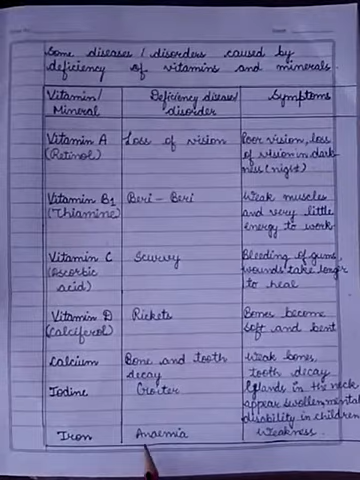 Some diseases / disorders caused by
deficiency of vitamins and minerals.
Vitamin/ Mineral
Deficiency disease/ disorder
Symptoms
Vitamin A (Retinol)
Loss of vision
Poor vision, loss
of vision in dark-
ness (night)
Vitamin B1 (Thiamine)
Beri - Beri
Weak muscles
and very little
energy to work
Vitamin C (Ascorbic acid)
Scurvy
Bleeding of gums,
wounds take longer
to heal
Vitamin D (Calciferol)
Rickets
Bones become
soft and bent
Calcium
Bone and tooth
decay
Weak bones,
tooth decay
Iodine
Goiter
Glands in the neck
appear swollen, mental
disability in children
Iron
Anaemia
Weakness.